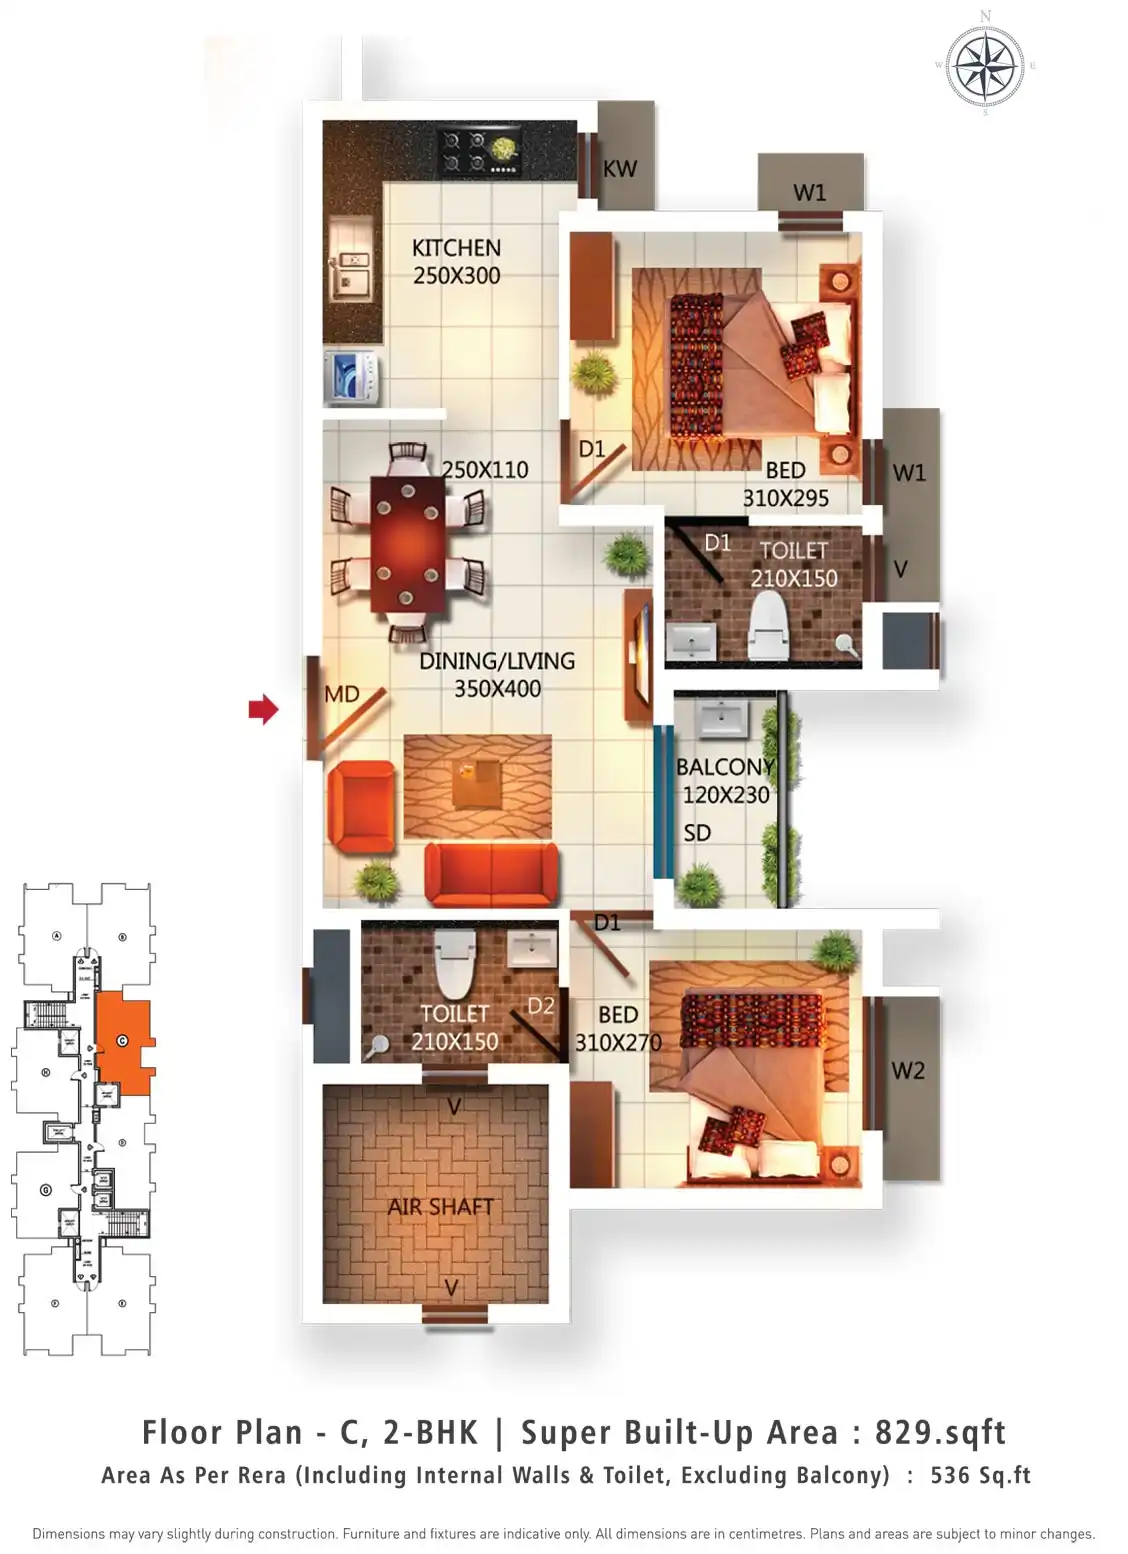 N
W
E
S
KW
W1
KITCHEN
250X300
D1
250X110
BED
310X295
W1
D1
TOILET
210X150
V
DINING/LIVING
350X400
MD
BALCONY
120X230
SD
D1
TOILET
210X150
D2
BED
310X270
W2
V
AIR SHAFT
V
A
B
C
H
D
G
F
E
Floor Plan - C, 2-BHK | Super Built-Up Area : 829.sqft
Area As Per Rera (Including Internal Walls & Toilet, Excluding Balcony) : 536 Sq.ft
Dimensions may vary slightly during construction. Furniture and fixtures are indicative only. All dimensions are in centimetres. Plans and areas are subject to minor changes.